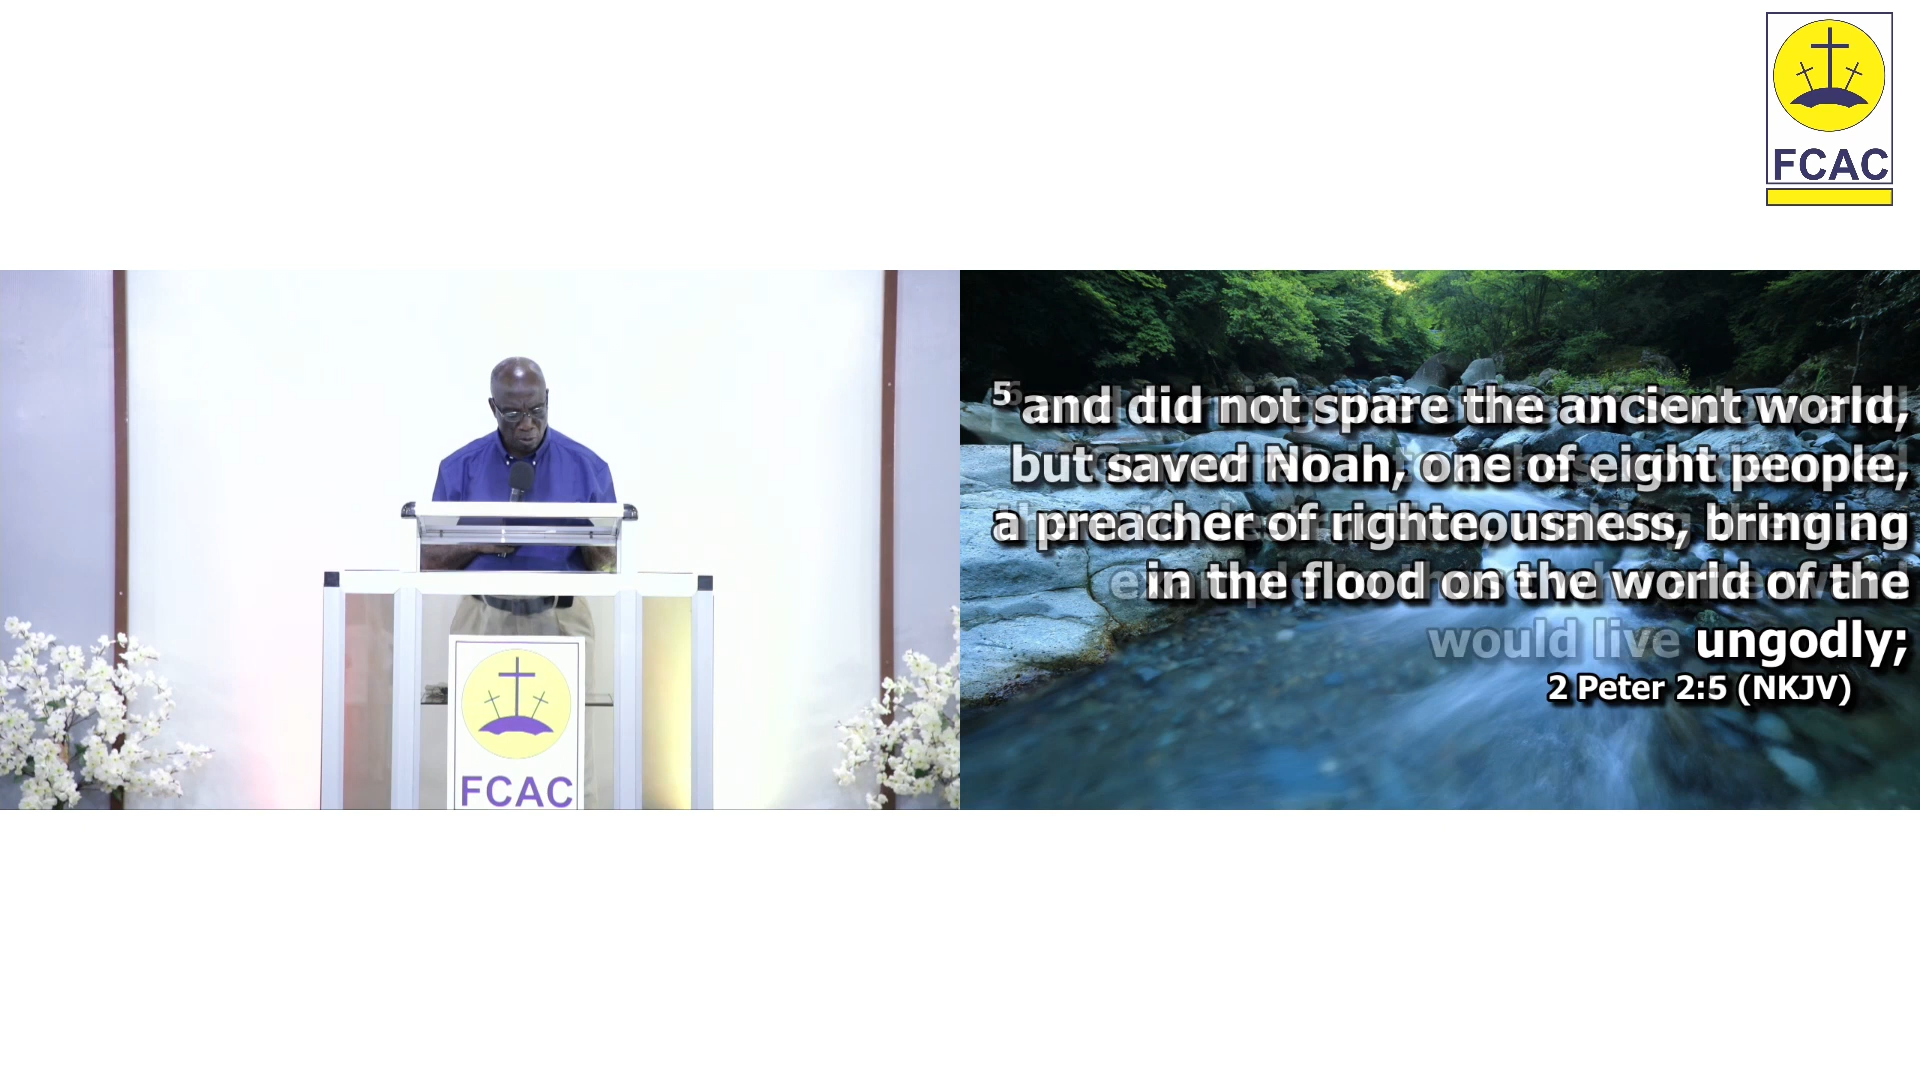 FCAC
5 and did not spare the ancient world,
but saved Noah, one of eight people,
a preacher of righteousness, bringing
in the flood on the world of the
would live ungodly;
2 Peter 2:5 (NKJV)
FCAC